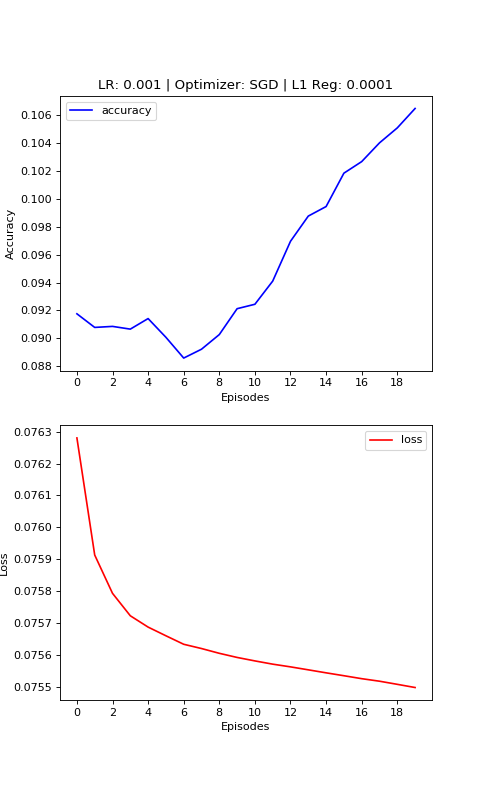 LR: 0.001 | Optimizer: SGD | L1 Reg: 0.0001
accuracy
0.106
0.104
0.102
0.100
0.098
0.096
0.094
0.092
0.090
0.088
Accuracy
0 2 4 6 8 10 12 14 16 18
Episodes
loss
0.0763
0.0762
0.0761
0.0760
0.0759
0.0758
0.0757
0.0756
0.0755
Loss
0 2 4 6 8 10 12 14 16 18
Episodes